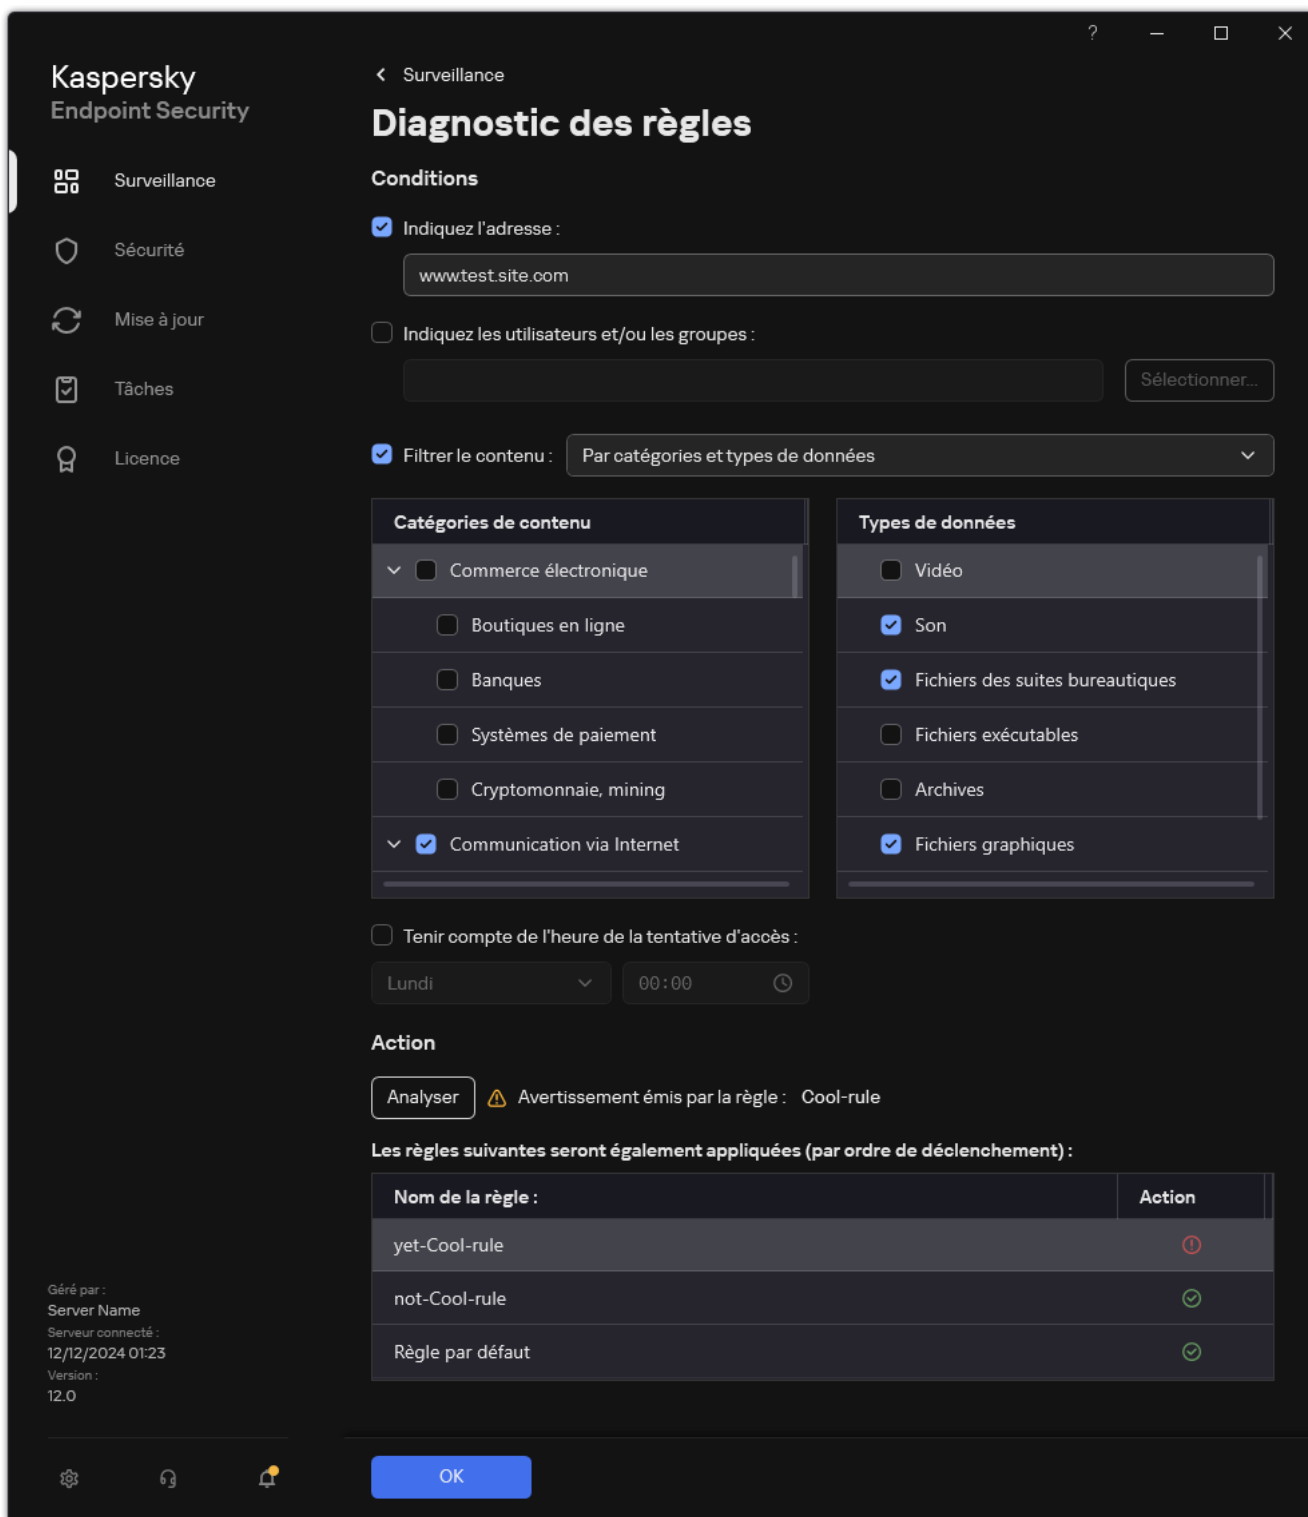 Kaspersky
Endpoint Security
Surveillance
Sécurité
Mise à jour
Tâches
Licence
Géré par :
Server Name
Serveur connecté :
12/12/2024 01:23
Version :
12.0
Surveillance
Diagnostic des règles
Conditions
Indiquez l'adresse :
www.test.site.com
Indiquez les utilisateurs et/ou les groupes :
Sélectionner...
Filtrer le contenu : Par catégories et types de données
Catégories de contenu
Commerce électronique
Boutiques en ligne
Banques
Systèmes de paiement
Cryptomonnaie, mining
Communication via Internet
Types de données
Vidéo
Son
Fichiers des suites bureautiques
Fichiers exécutables
Archives
Fichiers graphiques
Tenir compte de l'heure de la tentative d'accès :
Lundi 00:00
Action
Analyser Avertissement émis par la règle : Cool-rule
Les règles suivantes seront également appliquées (par ordre de déclenchement) :
Nom de la règle : Action
yet-Cool-rule
not-Cool-rule
Règle par défaut
OK